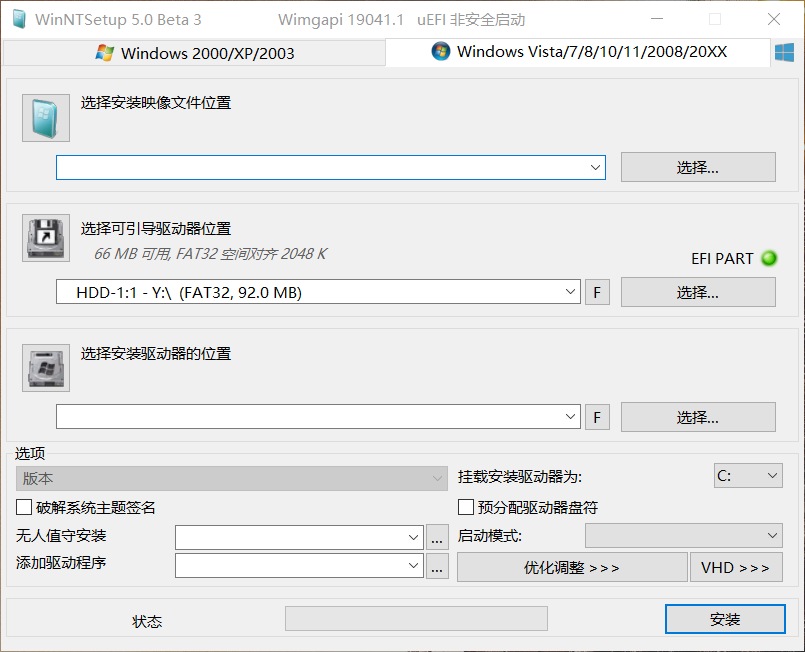 WinNTSetup 5.0 Beta 3 Wimgapi 19041.1 uEFI 非安全启动
Windows 2000/XP/2003 Windows Vista/7/8/10/11/2008/20XX
选择安装映像文件位置
选择...
选择可引导驱动器位置
66 MB 可用, FAT32 空间对齐 2048 K
EFI PART
HDD-1:1 - Y:\ (FAT32, 92.0 MB) F 选择...
选择安装驱动器的位置
F 选择...
选项
版本 挂载安装驱动器为: C:
破解系统主题签名 预分配驱动器盘符
无人值守安装 ... 启动模式:
添加驱动程序 ... 优化调整 >>> VHD >>>
状态 安装